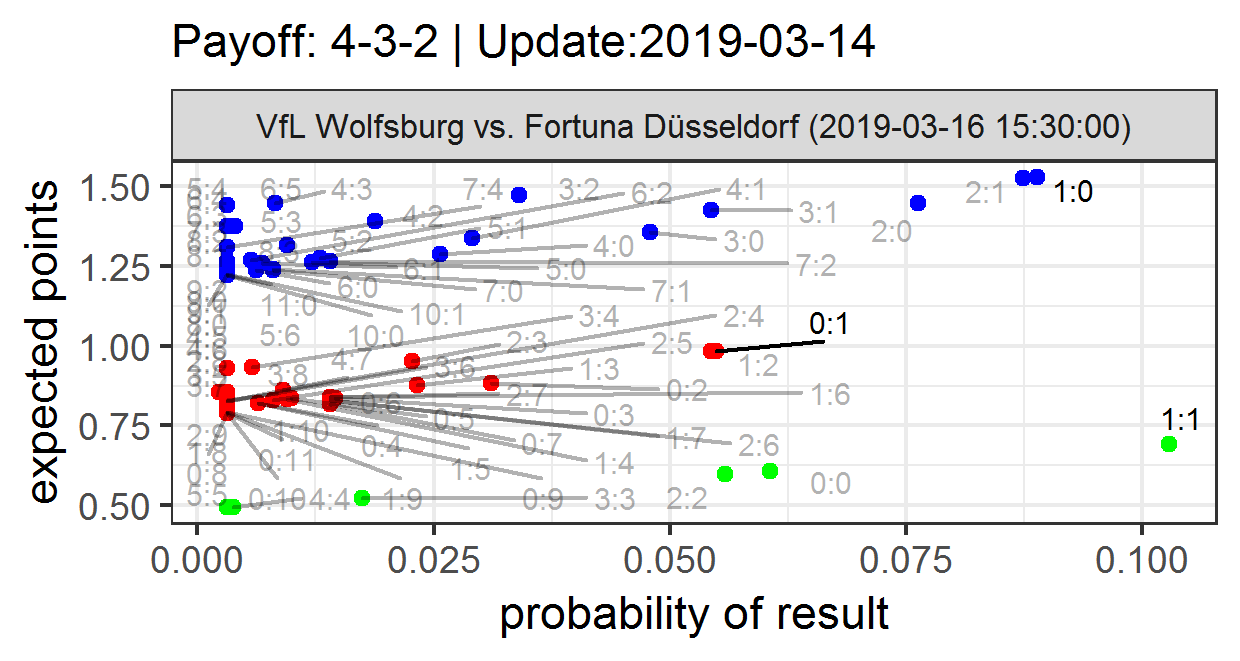 Payoff: 4-3-2 | Update:2019-03-14
VfL Wolfsburg vs. Fortuna Düsseldorf (2019-03-16 15:30:00)
expected points
1.50
1.25
1.00
0.75
0.50
5:4 6:5 4:3 7:4 3:2 6:2 4:1 2:1 1:0
5:3 4:2 5:1 3:1 2:0
5:2 4:0 3:0
6:1 5:0 7:2
6:0 7:0 7:1
11:0 10:1
5:6 10:0 3:4 2:4 0:1
4:7 2:3 2:5 1:2
3:8 3:6 1:3
0:6 2:7 0:2 1:6
0:5 0:3
1:10 0:4 0:7 1:7 2:6
0:11 1:5 1:4
1:1
0:8 0:0
5:5 0:10 4:4 1:9 0:9 3:3 2:2
0.000 0.025 0.050 0.075 0.100
probability of result